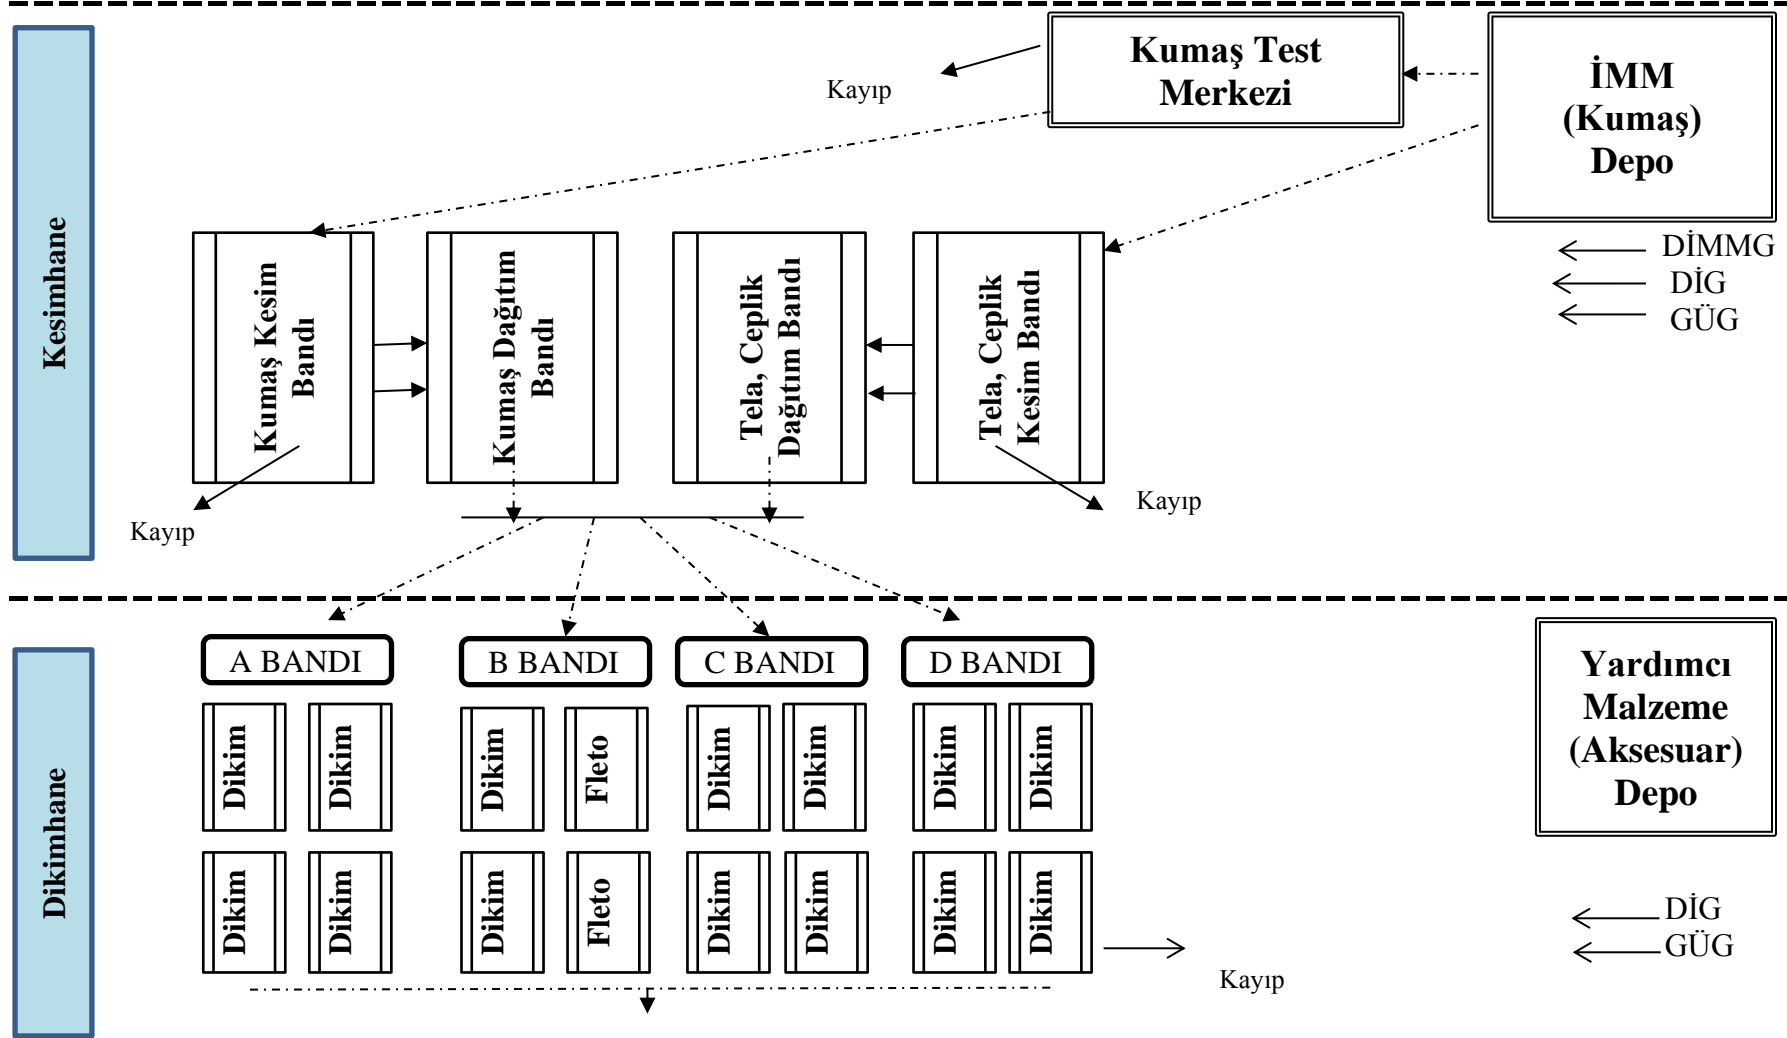 Kesimhane
Kumaş Test
Merkezi
İMM
(Kumaş)
Depo
Kayıp
DİMMG
DİG
GÜG
Kumaş Kesim
Bandı
Kumaş Dağıtım
Bandı
Tela, Ceplik
Dağıtım Bandı
Tela, Ceplik
Kesim Bandı
Kayıp
Kayıp
Dikimhane
A BANDI
B BANDI
C BANDI
D BANDI
Yardımcı
Malzeme
(Aksesuar)
Depo
Dikim
Dikim
Dikim
Fleto
Dikim
Dikim
Dikim
Dikim
Dikim
Dikim
Dikim
Fleto
Dikim
Dikim
Dikim
Dikim
DİG
GÜG
Kayıp